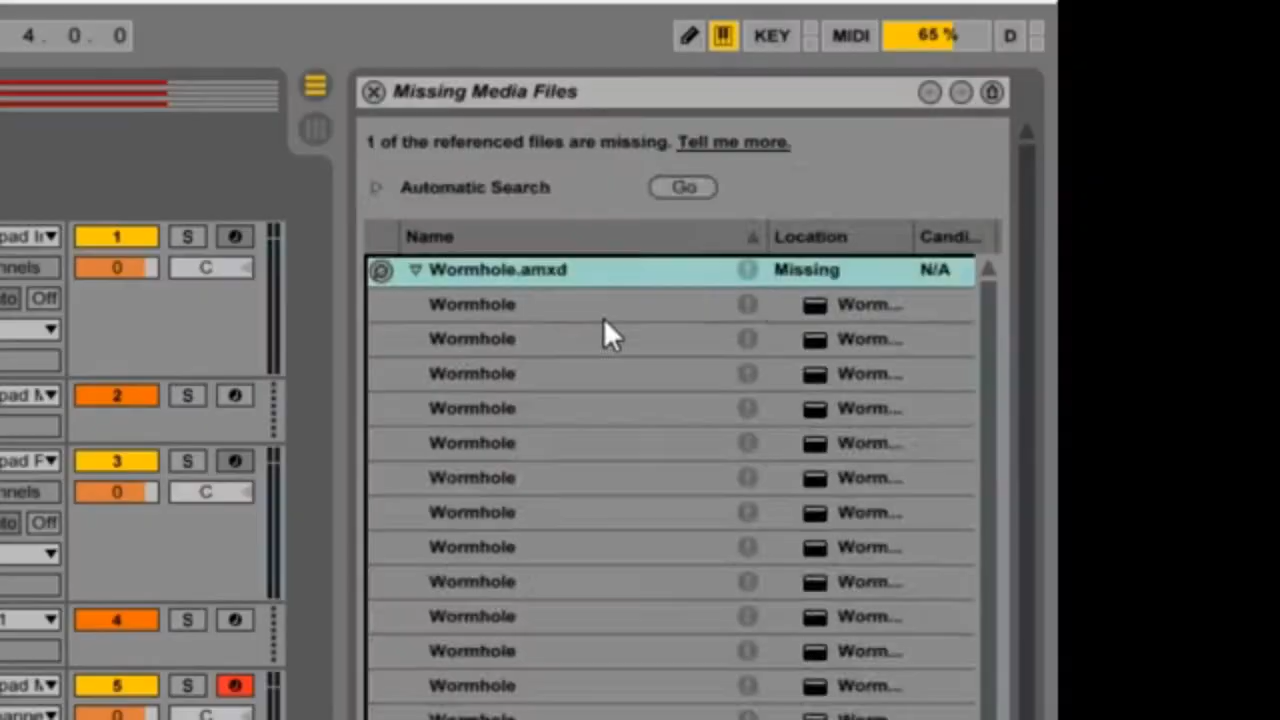 4. 0. 0 KEY MIDI 65 % D
Missing Media Files
1 of the referenced files are missing. Tell me more.
Automatic Search Go
1 S
Name Location Candi...
0 C
Wormhole.amxd Missing N/A
Off
Wormhole Worm...
Wormhole Worm...
Wormhole Worm...
2 S
Wormhole Worm...
Wormhole Worm...
3 S
Wormhole Worm...
0 C
Wormhole Worm...
Off
Wormhole Worm...
Wormhole Worm...
4 S
Wormhole Worm...
Wormhole Worm...
5 S
Wormhole Worm...
0 C
Wormhole Worm...